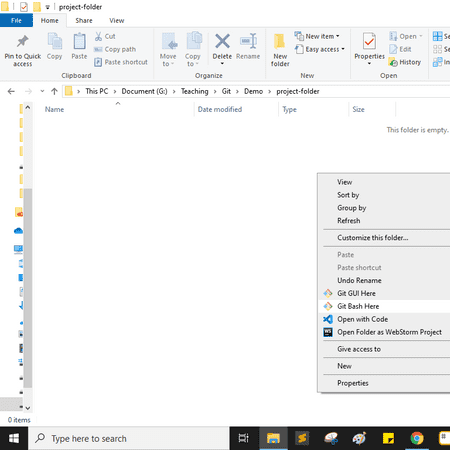 project-folder
File Home Share View
Pin to Quick access
Copy
Paste
Cut
Copy path
Paste shortcut
Move to
Copy to
Delete
Rename
New folder
New item
Easy access
Properties
Open
Edit
History
Clipboard
Organize
New
Open
This PC > Document (G:) > Teaching > Git > Demo > project-folder
Name Date modified Type Size
This folder is empty.
View
Sort by
Group by
Refresh
Customize this folder...
Paste
Paste shortcut
Undo Rename
Git GUI Here
Git Bash Here
Open with Code
WS Open Folder as WebStorm Project
Give access to
New
Properties
0 items
Type here to search